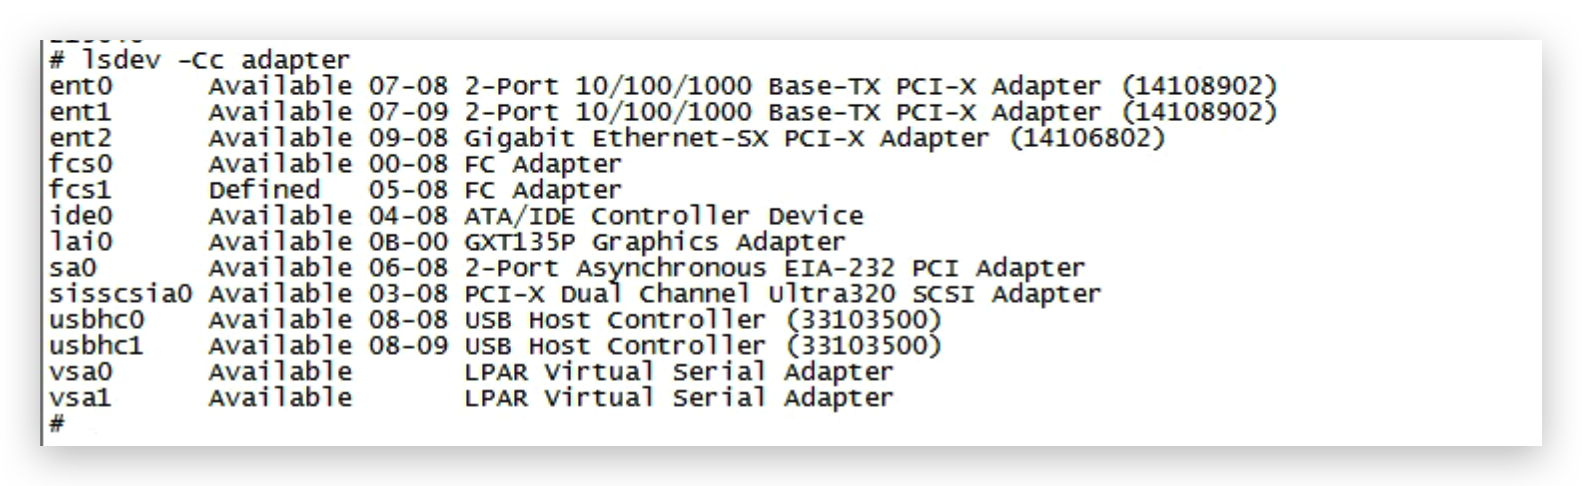 # lsdev -Cc adapter
ent0      Available 07-08 2-Port 10/100/1000 Base-TX PCI-X Adapter (14108902)
ent1      Available 07-09 2-Port 10/100/1000 Base-TX PCI-X Adapter (14108902)
ent2      Available 09-08 Gigabit Ethernet-SX PCI-X Adapter (14106802)
fcs0      Available 00-08 FC Adapter
fcs1      Defined   05-08 FC Adapter
ide0      Available 04-08 ATA/IDE Controller Device
lai0      Available 0B-00 GXT135P Graphics Adapter
sa0       Available 06-08 2-Port Asynchronous EIA-232 PCI Adapter
sisscsia0 Available 03-08 PCI-X Dual Channel Ultra320 SCSI Adapter
usbhc0    Available 08-08 USB Host Controller (33103500)
usbhc1    Available 08-09 USB Host Controller (33103500)
vsa0      Available       LPAR Virtual Serial Adapter
vsa1      Available       LPAR Virtual Serial Adapter
#